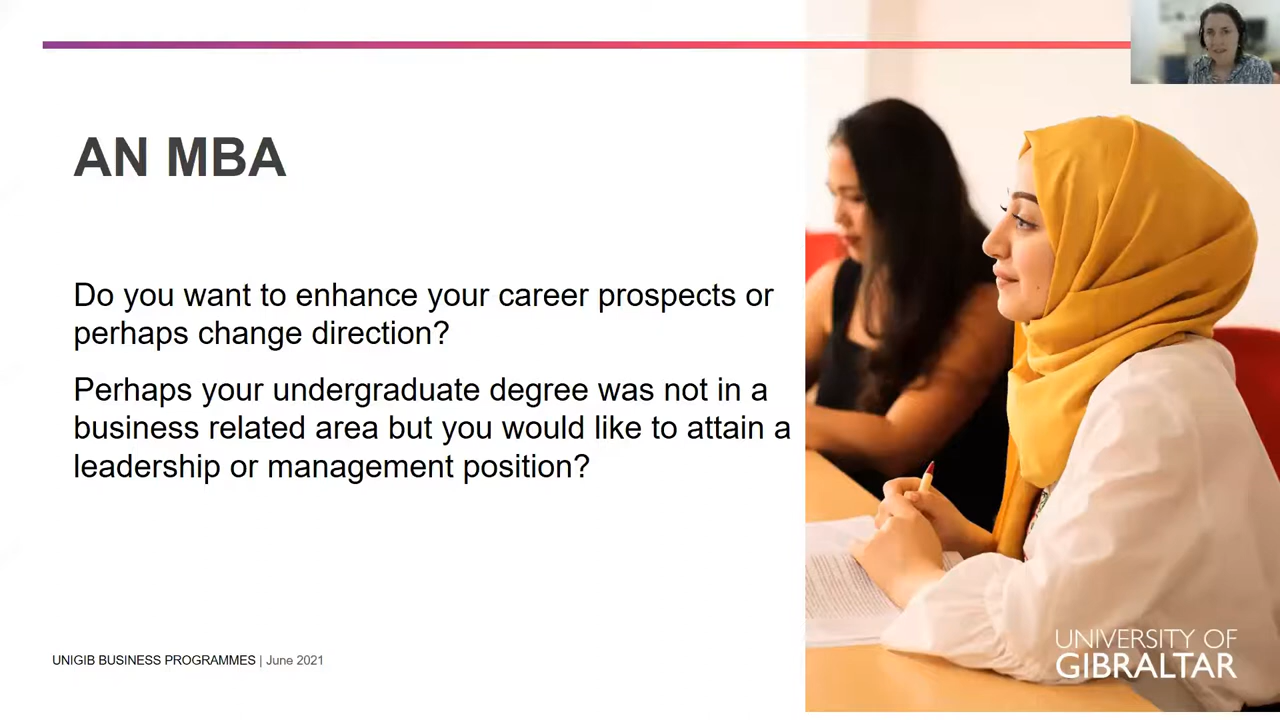 AN MBA
Do you want to enhance your career prospects or
perhaps change direction?
Perhaps your undergraduate degree was not in a
business related area but you would like to attain a
leadership or management position?
UNIGIB BUSINESS PROGRAMMES | June 2021
UNIVERSITY OF
GIBRALTAR